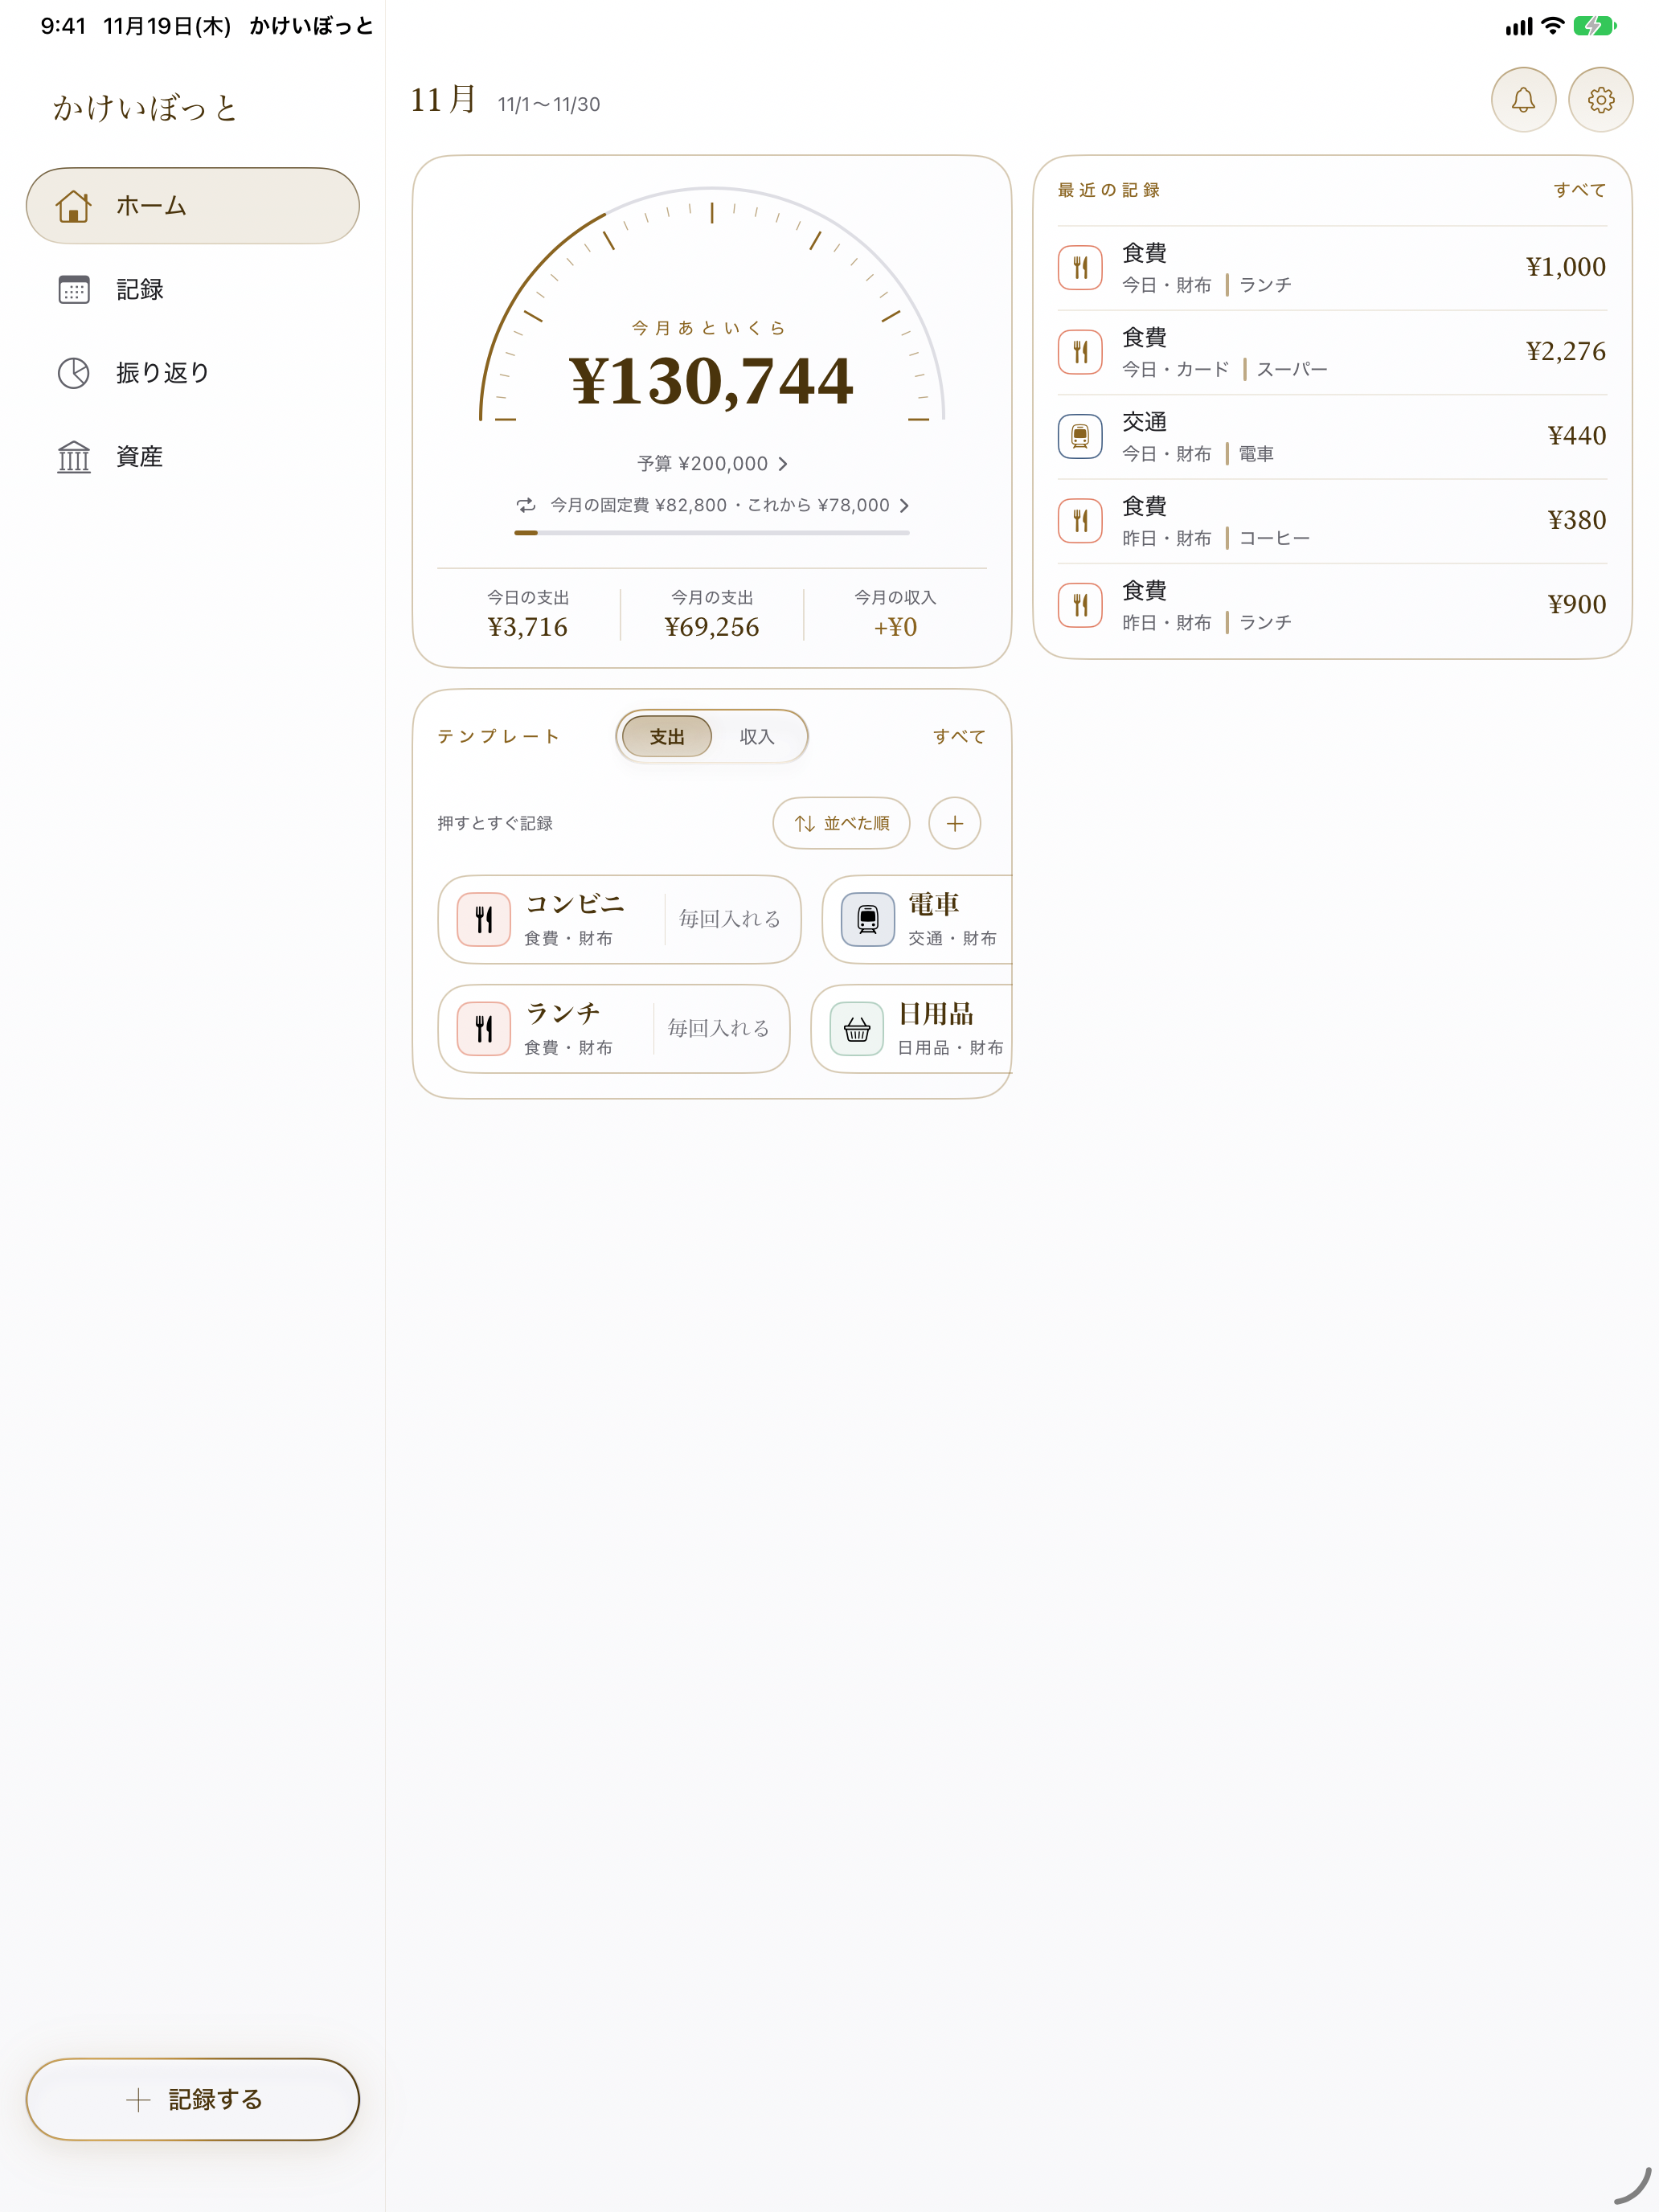 9:41 11月19日(木) かけいぼっと
かけいぼっと
ホーム
記録
振り返り
資産
記録する
11月 11/1〜11/30
今月あといくら
¥130,744
予算 ¥200,000
今月の固定費 ¥82,800・これから ¥78,000
今日の支出 今月の支出 今月の収入
¥3,716 ¥69,256 +¥0
テンプレート 支出 収入 すべて
押すとすぐ記録 並べた順
コンビニ
食費・財布
毎回入れる
電車
交通・財布
ランチ
食費・財布
毎回入れる
日用品
日用品・財布
最近の記録 すべて
食費
今日・財布 ランチ
¥1,000
食費
今日・カード スーパー
¥2,276
交通
今日・財布 電車
¥440
食費
昨日・財布 コーヒー
¥380
食費
昨日・財布 ランチ
¥900